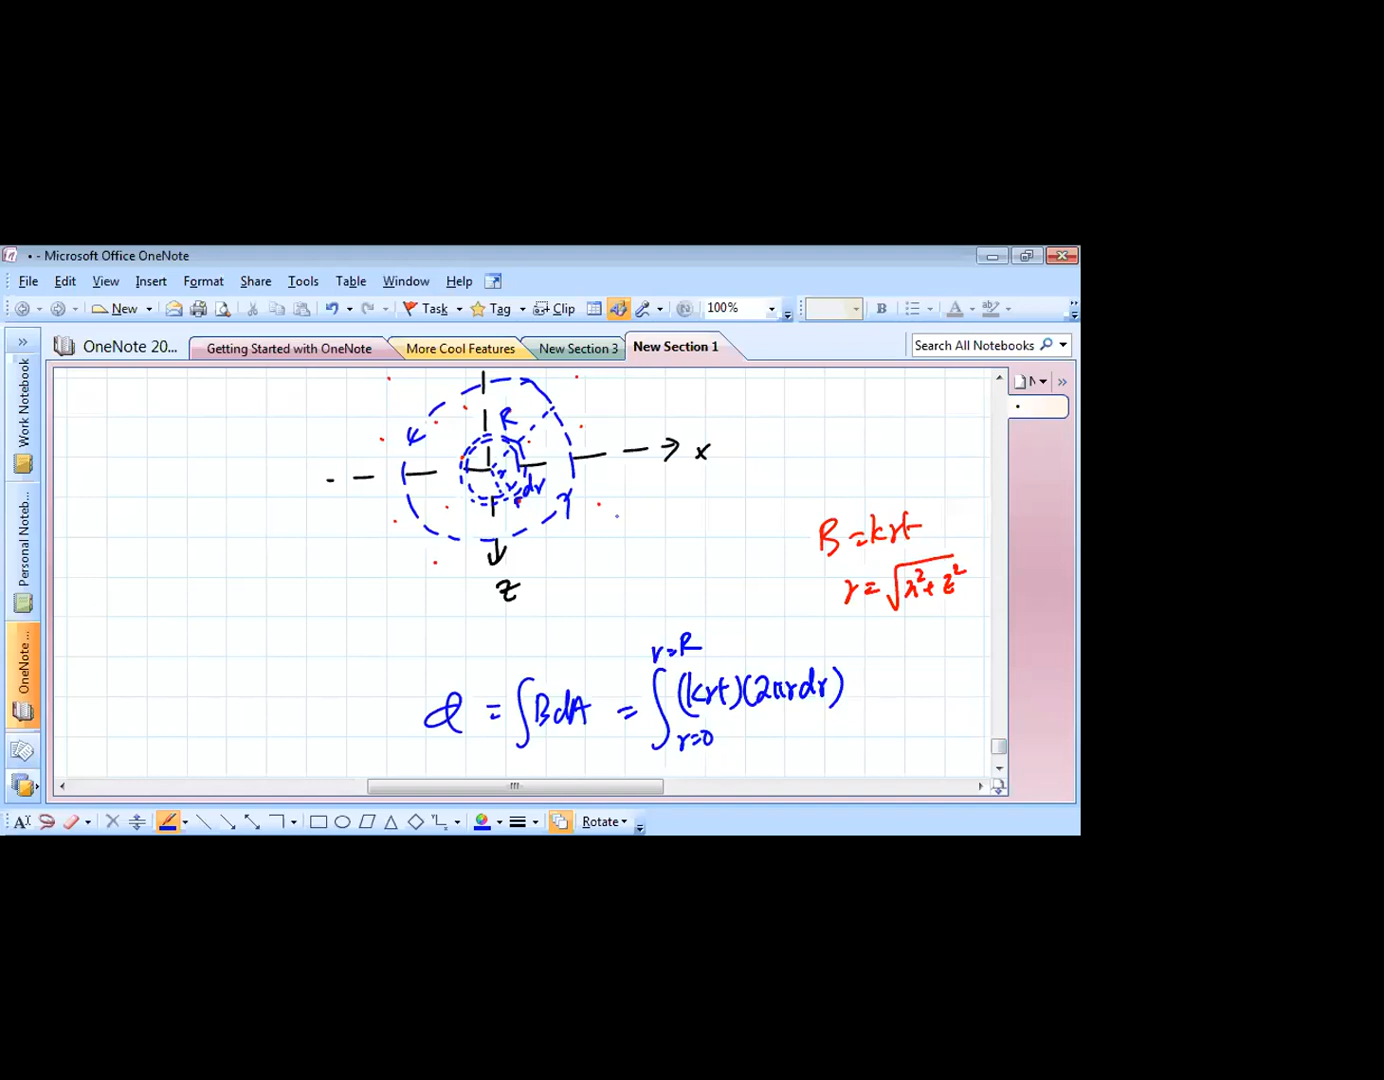 - Microsoft Office OneNote
File Edit View Insert Format Share Tools Table Window Help
New Task Tag Clip 100% B A ab
OneNote 20... Getting Started with OneNote More Cool Features New Section 3 New Section 1 Search All Notebooks
Work Notebook
Personal Noteb...
OneNote...
R
x
r
dr
z
B = krt
r = √x² + z²
r=R
Φ = ∫BdA = ∫(krt)(2πrdr)
r=0
A Rotate